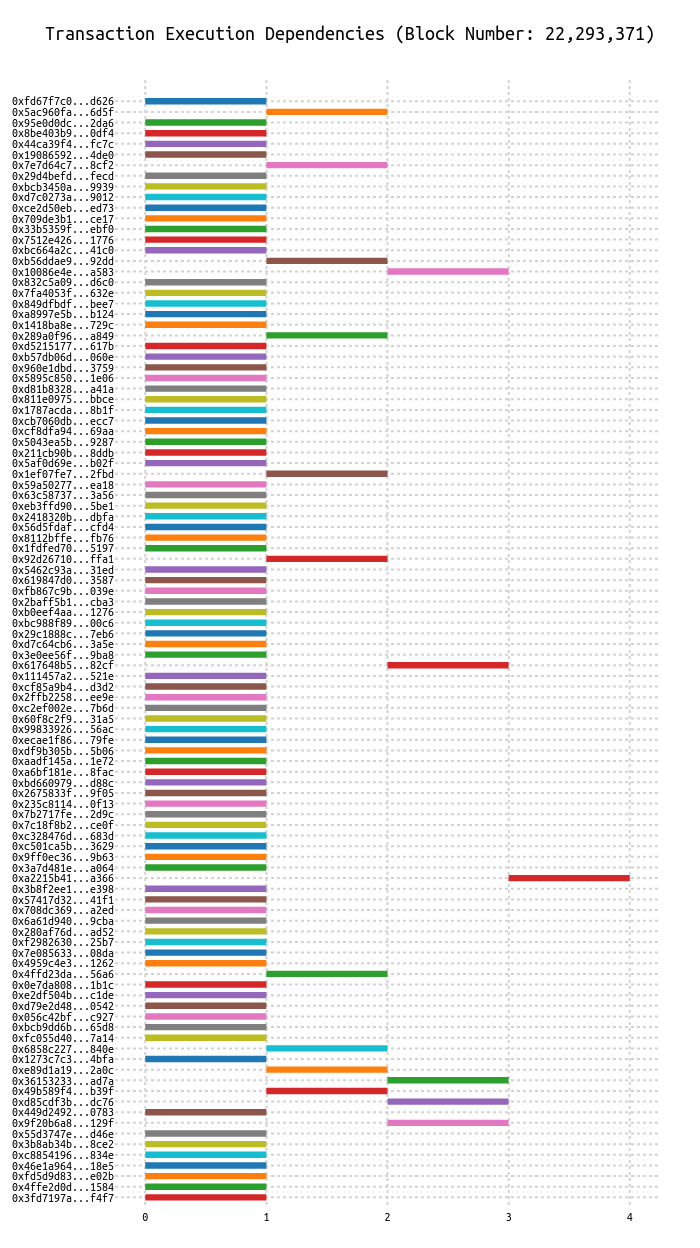 Transaction Execution Dependencies (Block Number: 22,293,371)
0xfd67f7c0...d626
0x5ac960fa...6d5f
0x95e0d0dc...2da6
0x8be403b9...0df4
0x44ca39f4...fc7c
0x19086592...4de0
0x7e7d64c7...8cf2
0x29d4befd...fecd
0xbcb3450a...9939
0xd7c0273a...9012
0xce2d50eb...ed73
0x709de3b1...ce17
0x33b5359f...ebf0
0x7512e426...1776
0xbc664a2c...41c0
0xb56ddae9...92dd
0x10086e4e...a583
0x832c5a09...d6c0
0x7fa4053f...632e
0x849dfbdf...bee7
0xa8997e5b...b124
0x1418ba8e...729c
0x289a0f96...a849
0xd5215177...617b
0xb57db06d...060e
0x960e1dbd...3759
0x5895c850...1e06
0xd81b8328...a41a
0x811e0975...bbce
0x1787acda...8b1f
0xcb7060db...ecc7
0xcf8dfa94...69aa
0x5043ea5b...9287
0x211cb90b...8ddb
0x5af0d69e...b02f
0x1ef07fe7...2fbd
0x59a50277...ea18
0x63c58737...3a56
0xeb3ffd90...5be1
0x2418320b...dbfa
0x56d5fdaf...cfd4
0x8112bffe...fb76
0x1fdfed70...5197
0x92d26710...ffa1
0x5462c93a...31ed
0x619847d0...3587
0xfb867c9b...039e
0x2baff5b1...cba3
0xb0eef4aa...1276
0xbc988f89...00c6
0x29c1888c...7eb6
0xd7c64cb6...3a5e
0x3e0ee56f...9ba8
0x617648b5...82cf
0x111457a2...521e
0xcf85a9b4...d3d2
0x2ffb2258...ee9e
0xc2ef002e...7b6d
0x60f8c2f9...31a5
0x99833926...56ac
0xecae1f86...79fe
0xdf9b305b...5b06
0xaadf145a...1e72
0xa6bf181e...8fac
0xbd660979...d88c
0x2675833f...9f05
0x235c8114...0f13
0x7b2717fe...2d9c
0x7c18f8b2...ce0f
0xc328476d...683d
0xc501ca5b...3629
0x9ff0ec36...9b63
0x3a7d481e...a064
0xa2215b41...a366
0x3b8f2ee1...e398
0x57417d32...41f1
0x708dc369...a2ed
0x6a61d940...9cba
0x280af76d...ad52
0xf2982630...25b7
0x7e085633...08da
0x4959c4e3...1262
0x4ffd23da...56a6
0x0e7da808...1b1c
0xe2df504b...c1de
0xd79e2d48...0542
0x056c42bf...c927
0xbcb9dd6b...65d8
0xfc055d40...7a14
0x6858c227...840e
0x1273c7c3...4bfa
0xe89d1a19...2a0c
0x36153233...ad7a
0x49b589f4...b39f
0xd85cdf3b...dc76
0x449d2492...0783
0x9f20b6a8...129f
0x55d3747e...d46e
0x3b8ab34b...8ce2
0xc8854196...834e
0x46e1a964...18e5
0xfd5d9d83...e02b
0x4ffe2d0d...1584
0x3fd7197a...f4f7
0 1 2 3 4